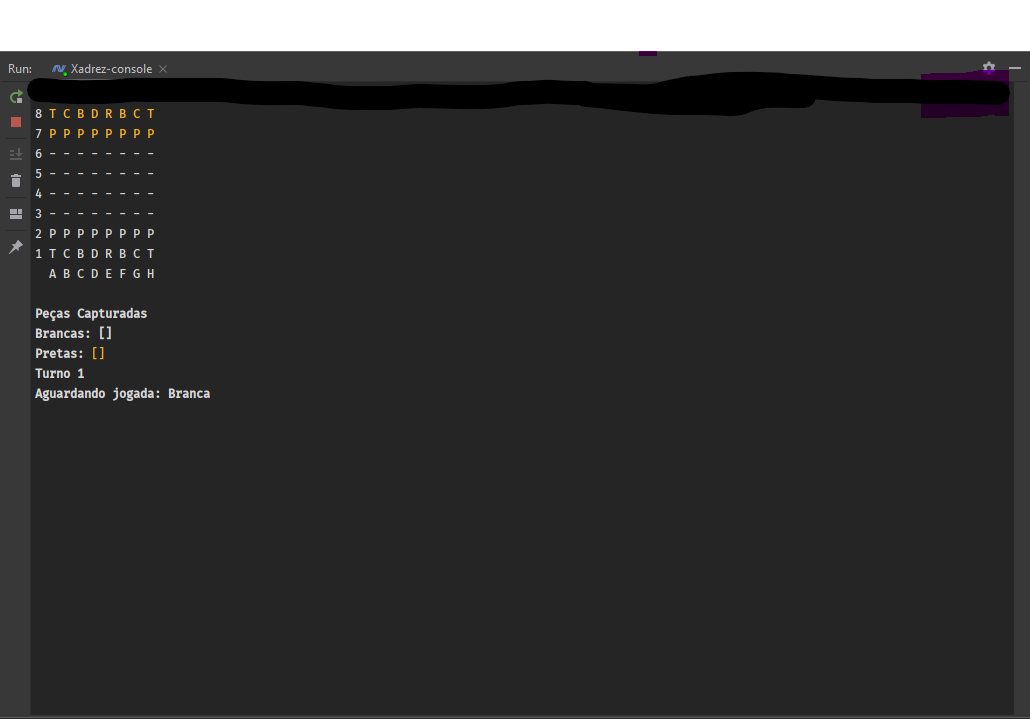 Run: Xadrez-console
8 T C B D R B C T
7 P P P P P P P P
6 - - - - - - - -
5 - - - - - - - -
4 - - - - - - - -
3 - - - - - - - -
2 P P P P P P P P
1 T C B D R B C T
A B C D E F G H
Peças Capturadas
Brancas: []
Pretas: []
Turno 1
Aguardando jogada: Branca